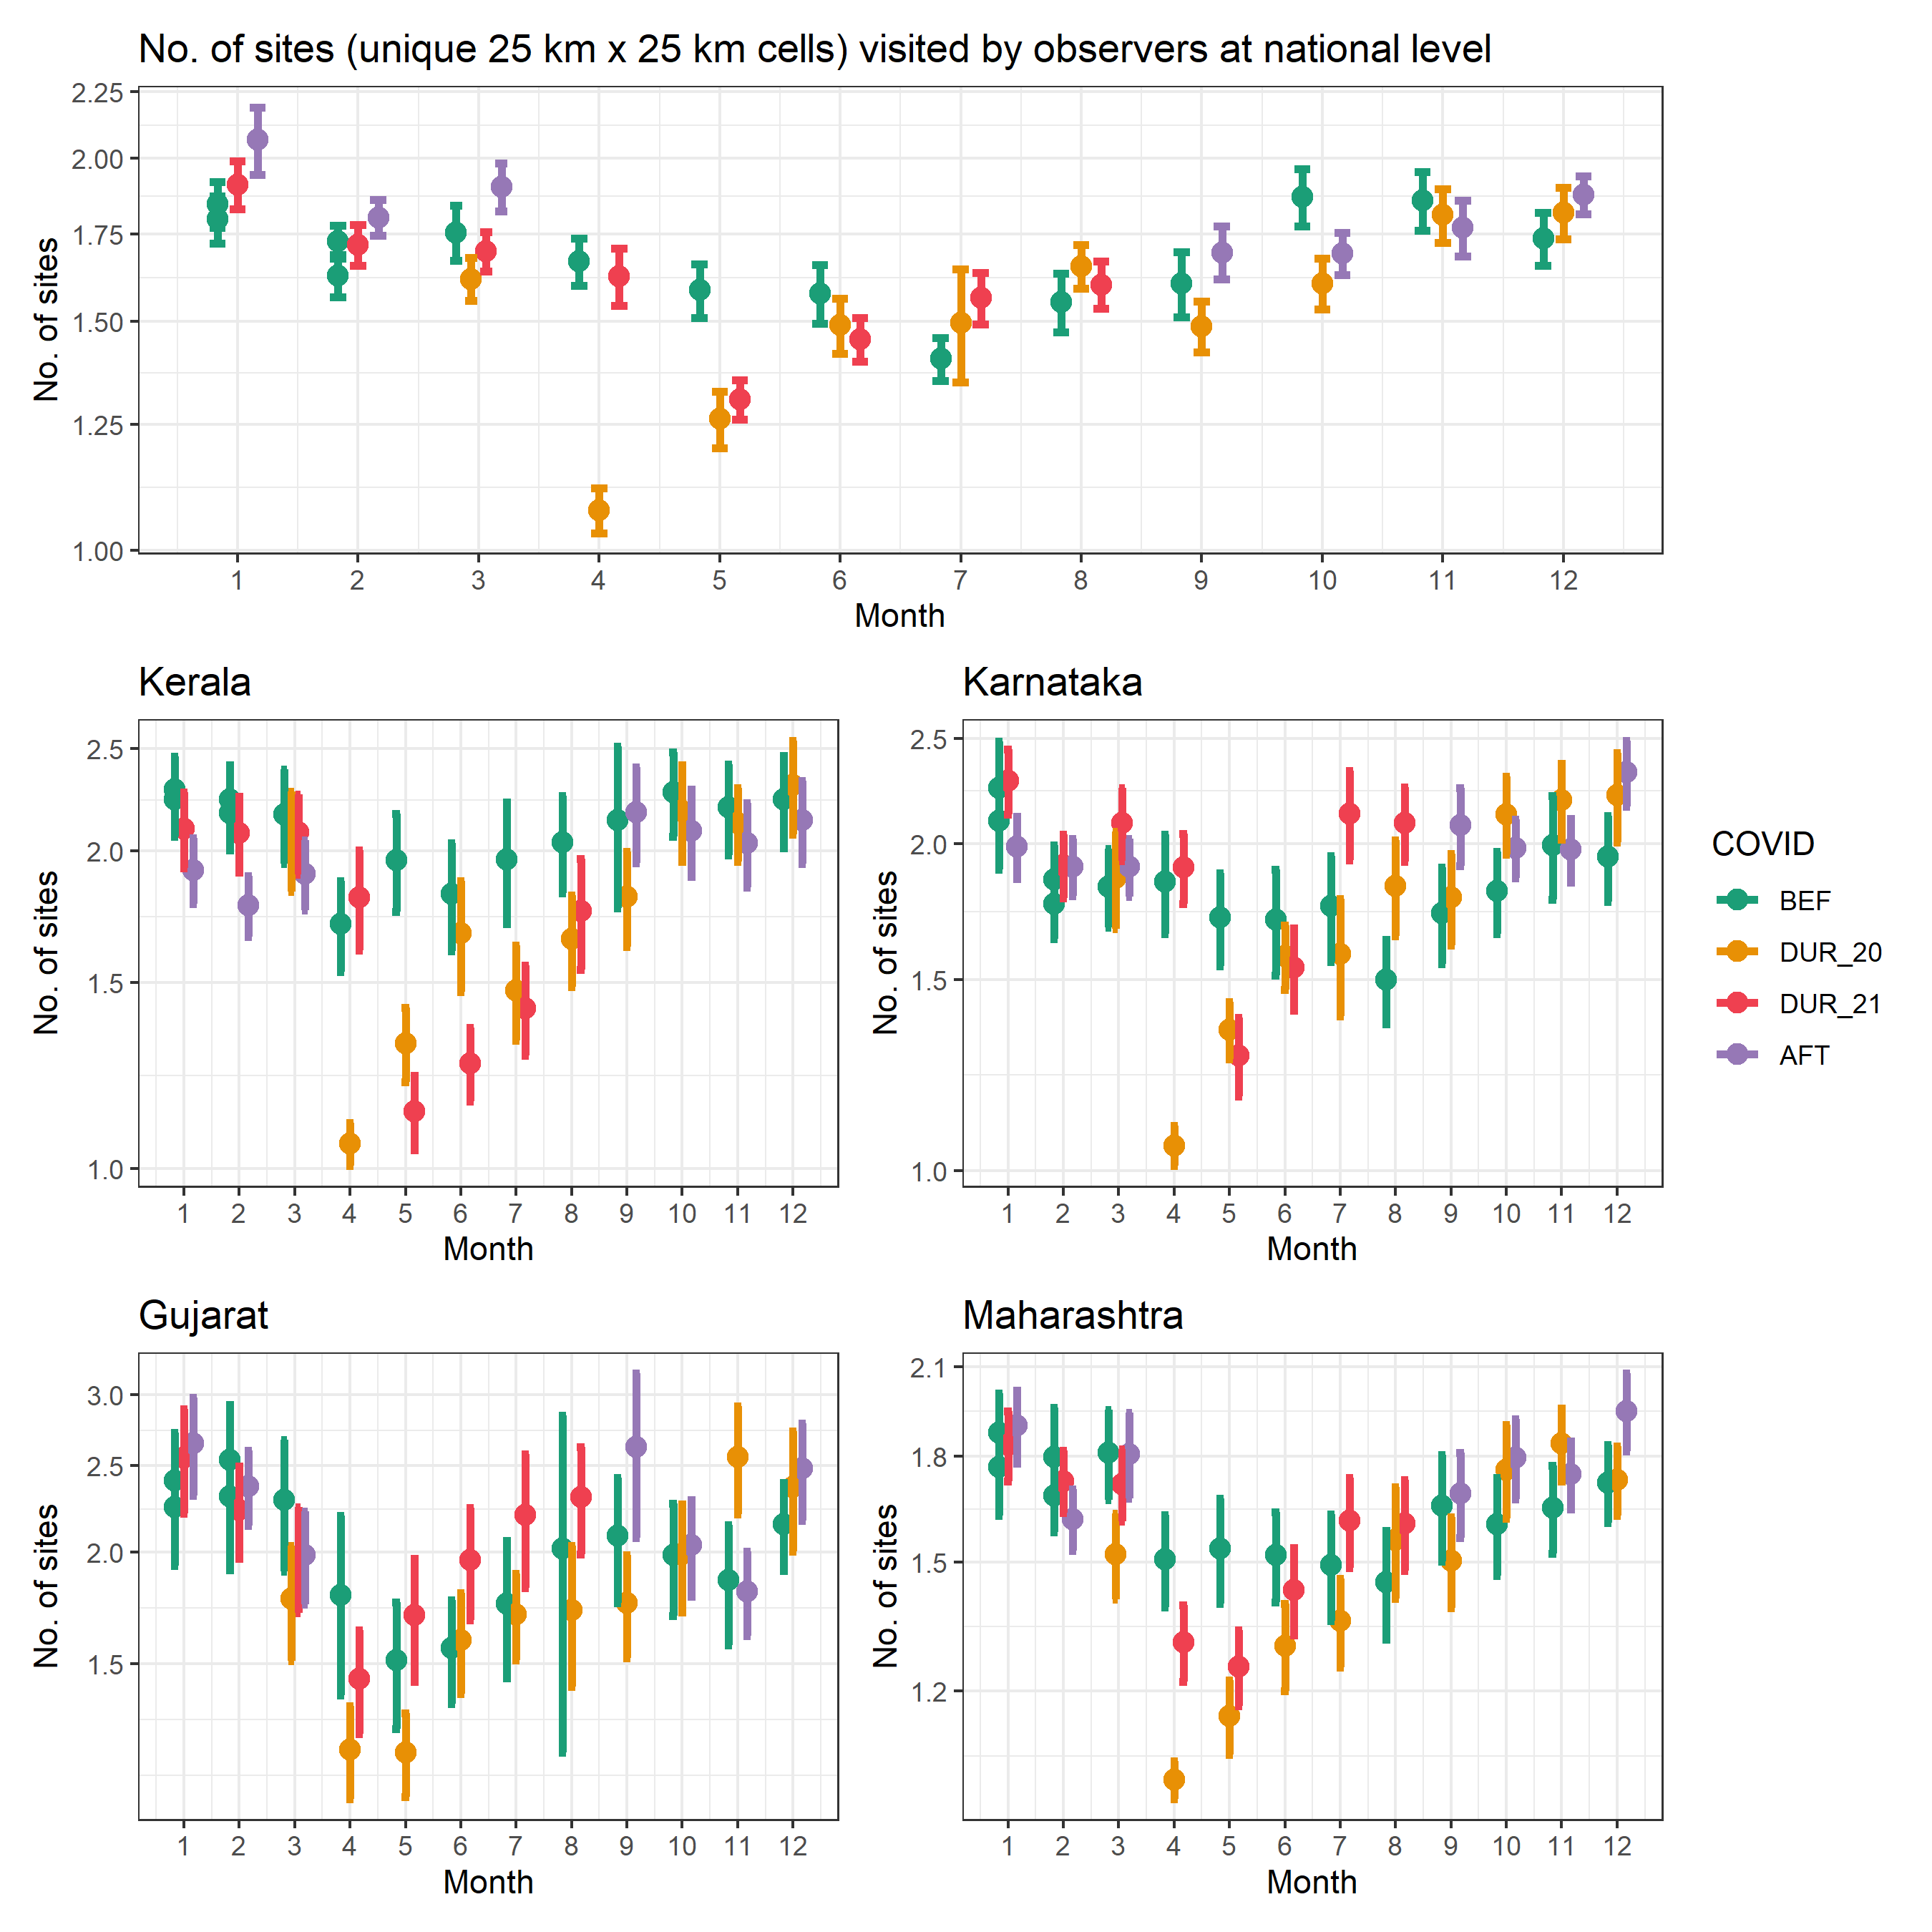 No. of sites (unique 25 km x 25 km cells) visited by observers at national level
No. of sites
2.25
2.00
1.75
1.50
1.25
1.00
1 2 3 4 5 6 7 8 9 10 11 12
Month
Kerala
No. of sites
2.5
2.0
1.5
1.0
1 2 3 4 5 6 7 8 9 10 11 12
Month
Karnataka
No. of sites
2.5
2.0
1.5
1.0
1 2 3 4 5 6 7 8 9 10 11 12
Month
COVID
BEF
DUR_20
DUR_21
AFT
Gujarat
No. of sites
3.0
2.5
2.0
1.5
1 2 3 4 5 6 7 8 9 10 11 12
Month
Maharashtra
No. of sites
2.1
1.8
1.5
1.2
1 2 3 4 5 6 7 8 9 10 11 12
Month